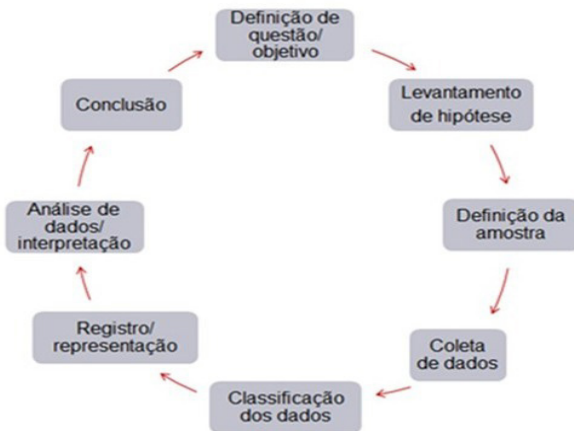 Definição de
questão/
objetivo
Levantamento
de hipótese
Definição da
amostra
Coleta
de dados
Classificação
dos dados
Registro/
representação
Análise de
dados/
interpretação
Conclusão